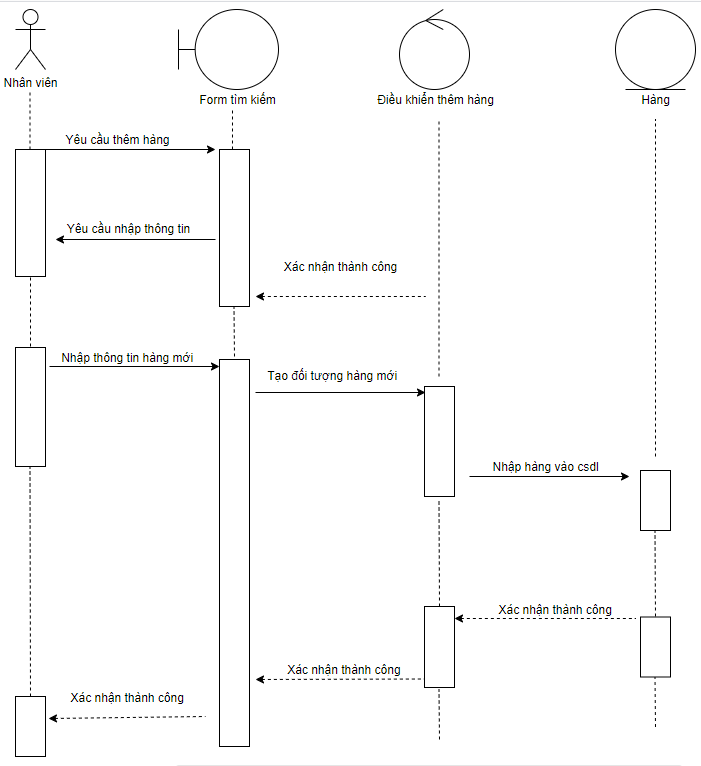 Nhân viên
Form tìm kiếm
Điều khiển thêm hàng
Hàng
Yêu cầu thêm hàng
Yêu cầu nhập thông tin
Xác nhận thành công
Nhập thông tin hàng mới
Tạo đối tượng hàng mới
Nhập hàng vào csdl
Xác nhận thành công
Xác nhận thành công
Xác nhận thành công